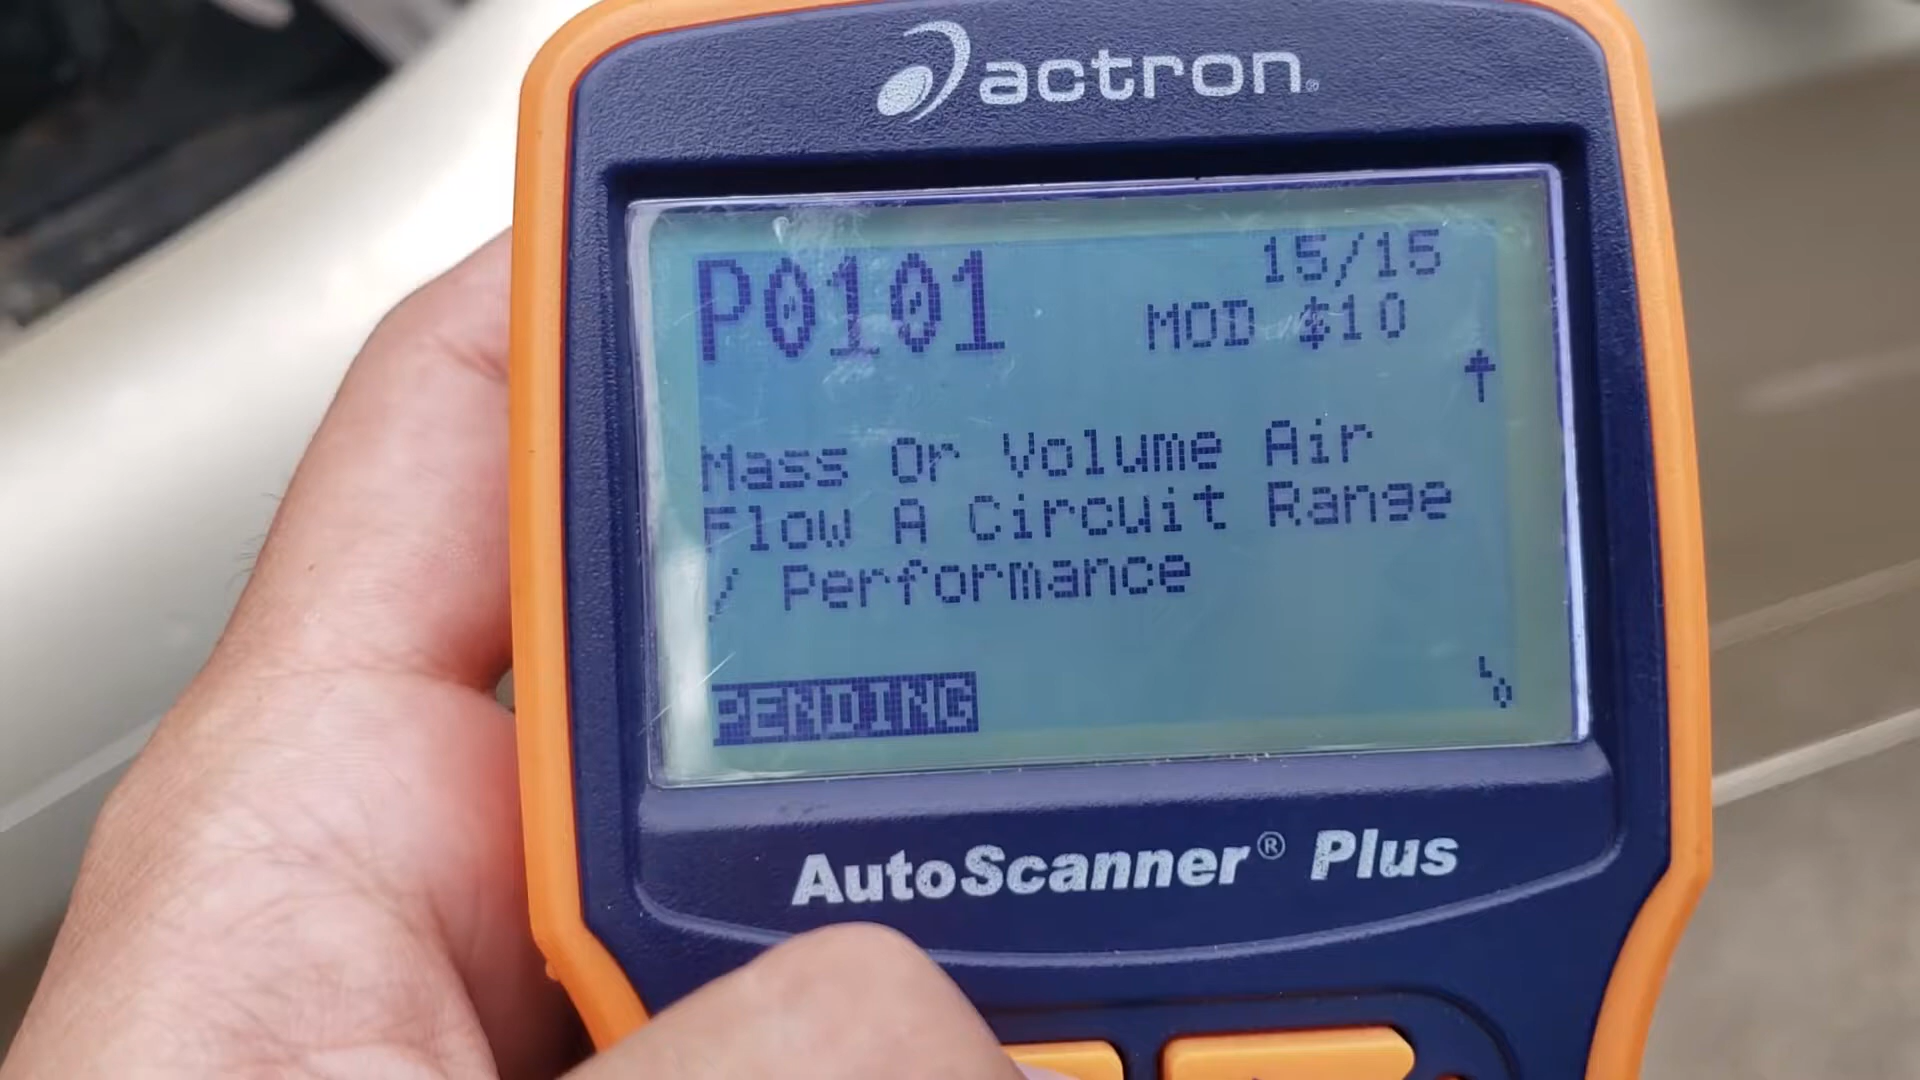 actron®
P0101 15/15
MOD $10
Mass Or Volume Air
Flow A Circuit Range
/ Performance
PENDING
AutoScanner® Plus